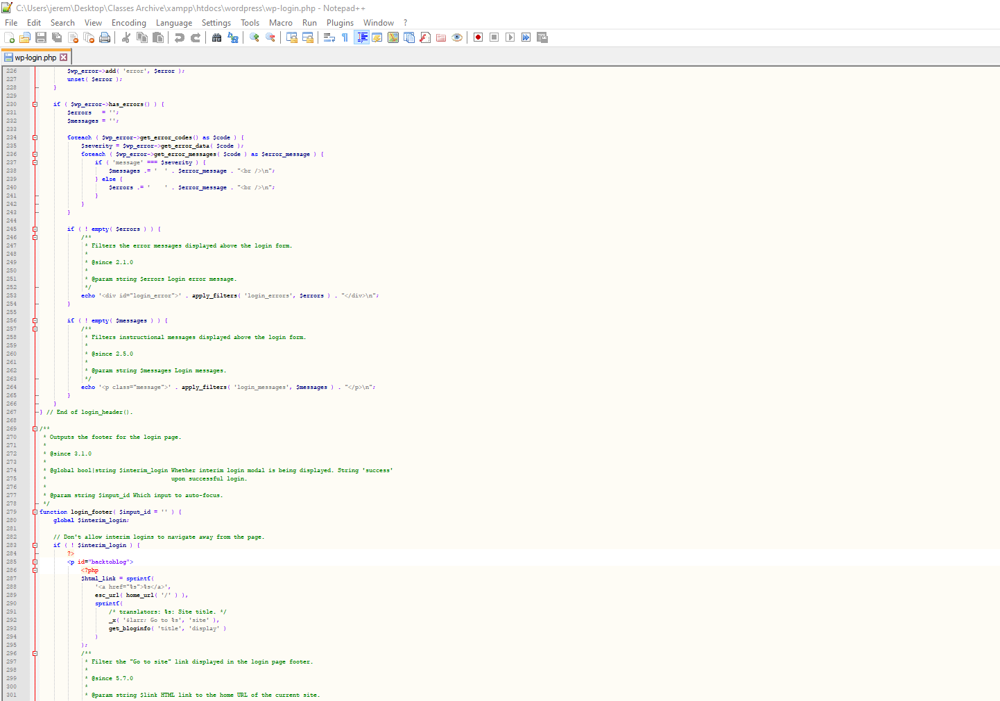 C:\Users\jerem\Desktop\Classes Archive\xampp\htdocs\wordpress\wp-login.php - Notepad++
File Edit Search View Encoding Language Settings Tools Macro Run Plugins Window ?
wp-login.php
226 $wp_error->add( 'error', $error );
227 unset( $error );
228 }
229
230 if ( $wp_error->has_errors() ) {
231 $errors   = '';
232 $messages = '';
233
234 foreach ( $wp_error->get_error_codes() as $code ) {
235 $severity = $wp_error->get_error_data( $code );
236 foreach ( $wp_error->get_error_messages( $code ) as $error_message ) {
237 if ( 'message' === $severity ) {
238 $messages .= '  ' . $error_message . "<br />\n";
239 } else {
240 $errors .= '    ' . $error_message . "<br />\n";
241 }
242 }
243 }
244
245 if ( ! empty( $errors ) ) {
246 /**
247 * Filters the error messages displayed above the login form.
248 *
249 * @since 2.1.0
250 *
251 * @param string $errors Login error message.
252 */
253 echo '<div id="login_error">' . apply_filters( 'login_errors', $errors ) . "</div>\n";
254 }
255
256 if ( ! empty( $messages ) ) {
257 /**
258 * Filters instructional messages displayed above the login form.
259 *
260 * @since 2.5.0
261 *
262 * @param string $messages Login messages.
263 */
264 echo '<p class="message">' . apply_filters( 'login_messages', $messages ) . "</p>\n";
265 }
266 }
267 } // End of login_header().
268
269 /**
270 * Outputs the footer for the login page.
271 *
272 * @since 3.1.0
273 *
274 * @global bool|string $interim_login Whether interim login modal is being displayed. String 'success'
275 *                                    upon successful login.
276 *
277 * @param string $input_id Which input to auto-focus.
278 */
279 function login_footer( $input_id = '' ) {
280 global $interim_login;
281
282 // Don't allow interim logins to navigate away from the page.
283 if ( ! $interim_login ) {
284 ?>
285 <p id="backtoblog">
286 <?php
287 $html_link = sprintf(
288 '<a href="%s">%s</a>',
289 esc_url( home_url( '/' ) ),
290 sprintf(
291 /* translators: %s: Site title. */
292 _x( '&larr; Go to %s', 'site' ),
293 get_bloginfo( 'title', 'display' )
294 )
295 );
296 /**
297 * Filter the "Go to site" link displayed in the login page footer.
298 *
299 * @since 5.7.0
300 *
301 * @param string $link HTML link to the home URL of the current site.